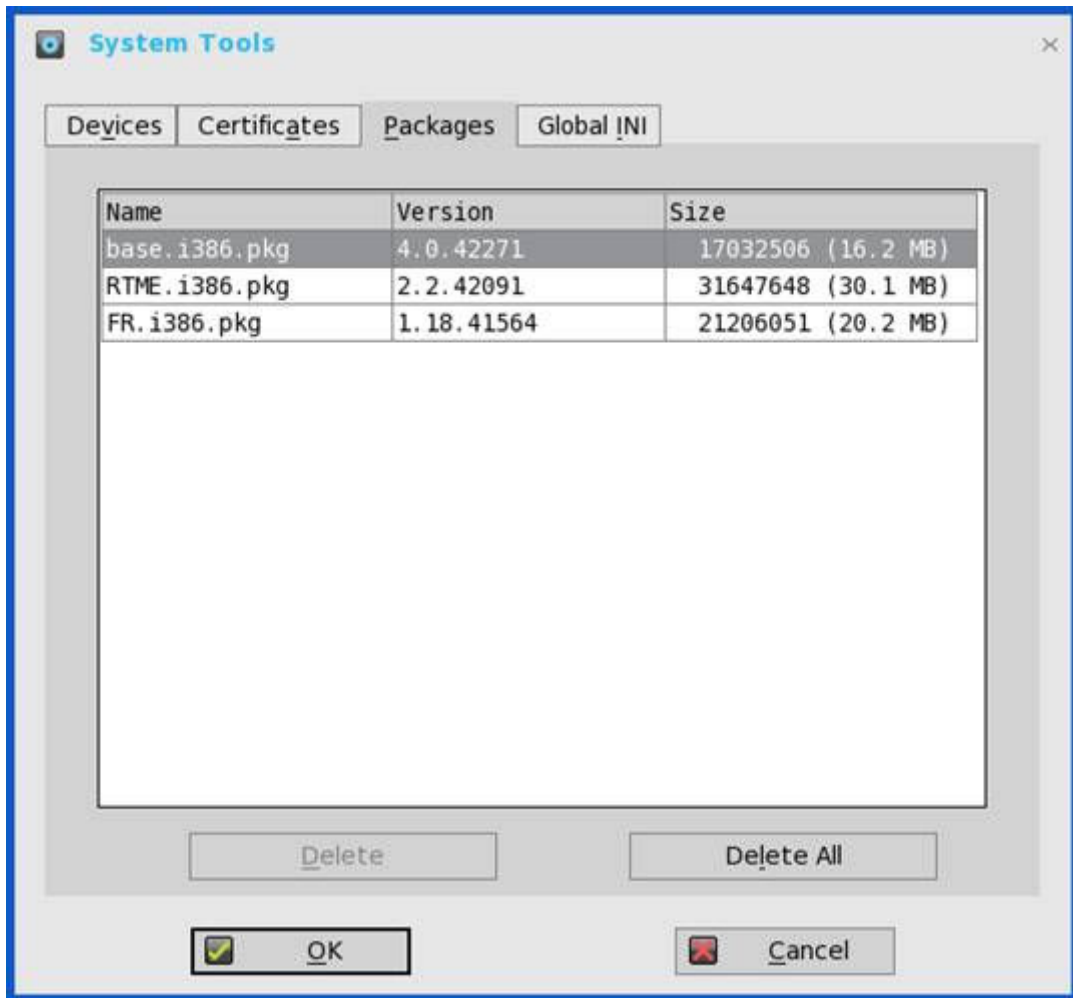 System Tools
Devices Certificates Packages Global INI
Name Version Size
base.i386.pkg 4.0.42271 17032506 (16.2 MB)
RTME.i386.pkg 2.2.42091 31647648 (30.1 MB)
FR.i386.pkg 1.18.41564 21206051 (20.2 MB)
Delete Delete All
OK Cancel